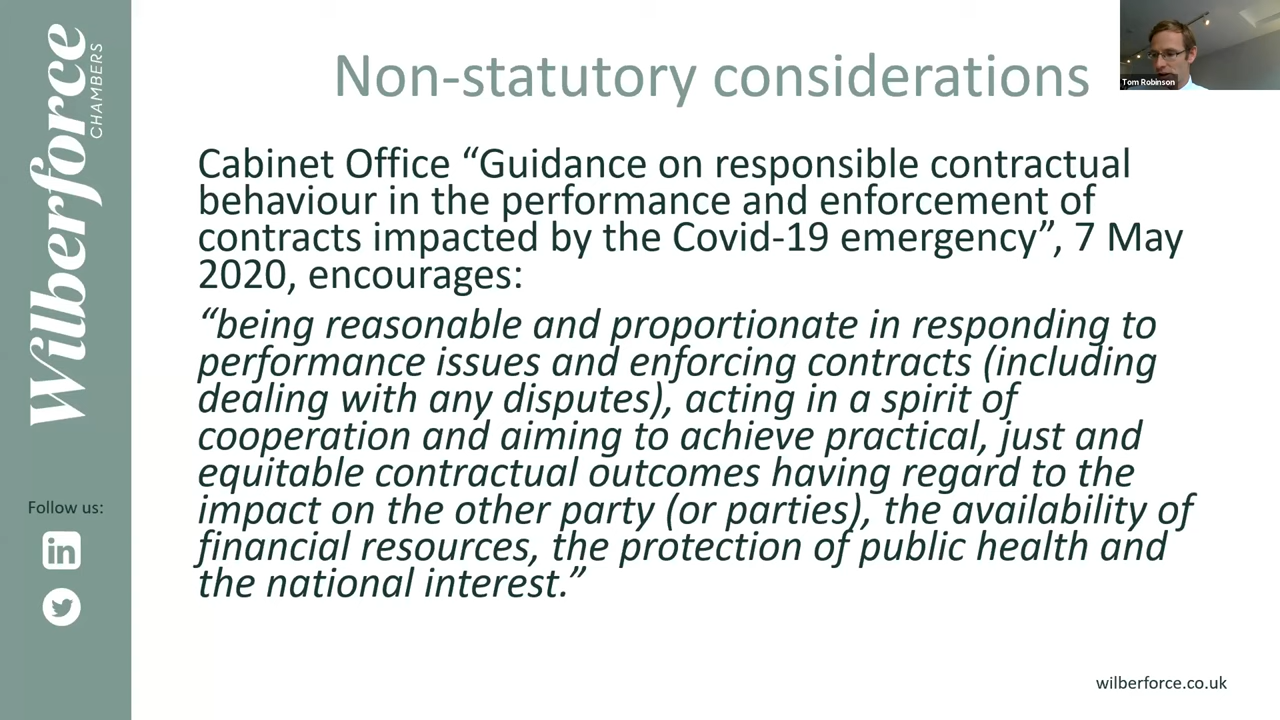 Wilberforce
CHAMBERS
Follow us:
in
Non-statutory considerations
Tom Robinson
Cabinet Office “Guidance on responsible contractual
behaviour in the performance and enforcement of
contracts impacted by the Covid-19 emergency”, 7 May
2020, encourages:
“being reasonable and proportionate in responding to
performance issues and enforcing contracts (including
dealing with any disputes), acting in a spirit of
cooperation and aiming to achieve practical, just and
equitable contractual outcomes having regard to the
impact on the other party (or parties), the availability of
financial resources, the protection of public health and
the national interest.”
wilberforce.co.uk